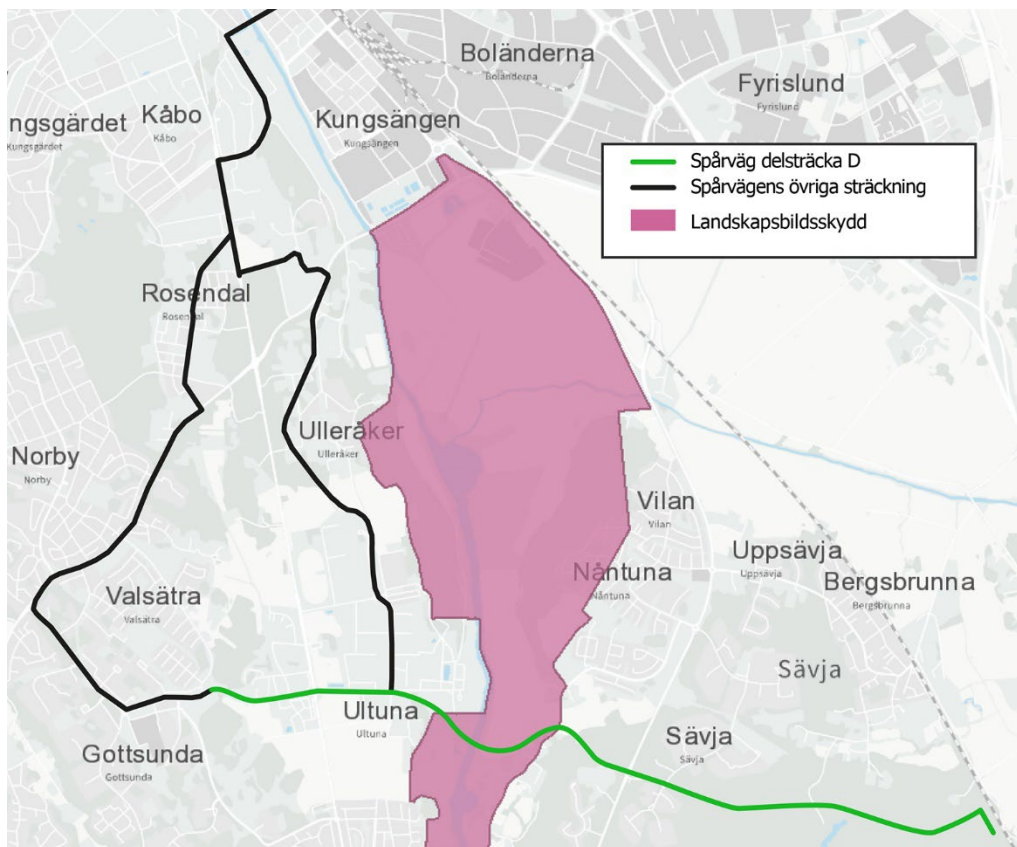 Boländerna
Boländerna
Fyrislund
Fyrislund
Kåbo
Kåbo
ngsgärdet
Kungsgärdet
Kungsängen
Kungsängen
Spårväg delsträcka D
Spårvägens övriga sträckning
Landskapsbildsskydd
Rosendal
Rosendal
Ulleråker
Ulleråker
Norby
Norby
Vilan
Vilan
Uppsävja
Uppsävja
Nåntuna
Nåntuna
Bergsbrunna
Bergsbrunna
Valsätra
Valsätra
Sävja
Ultuna
Ultuna
Sävja
Sävja
Gottsunda
Gottsunda